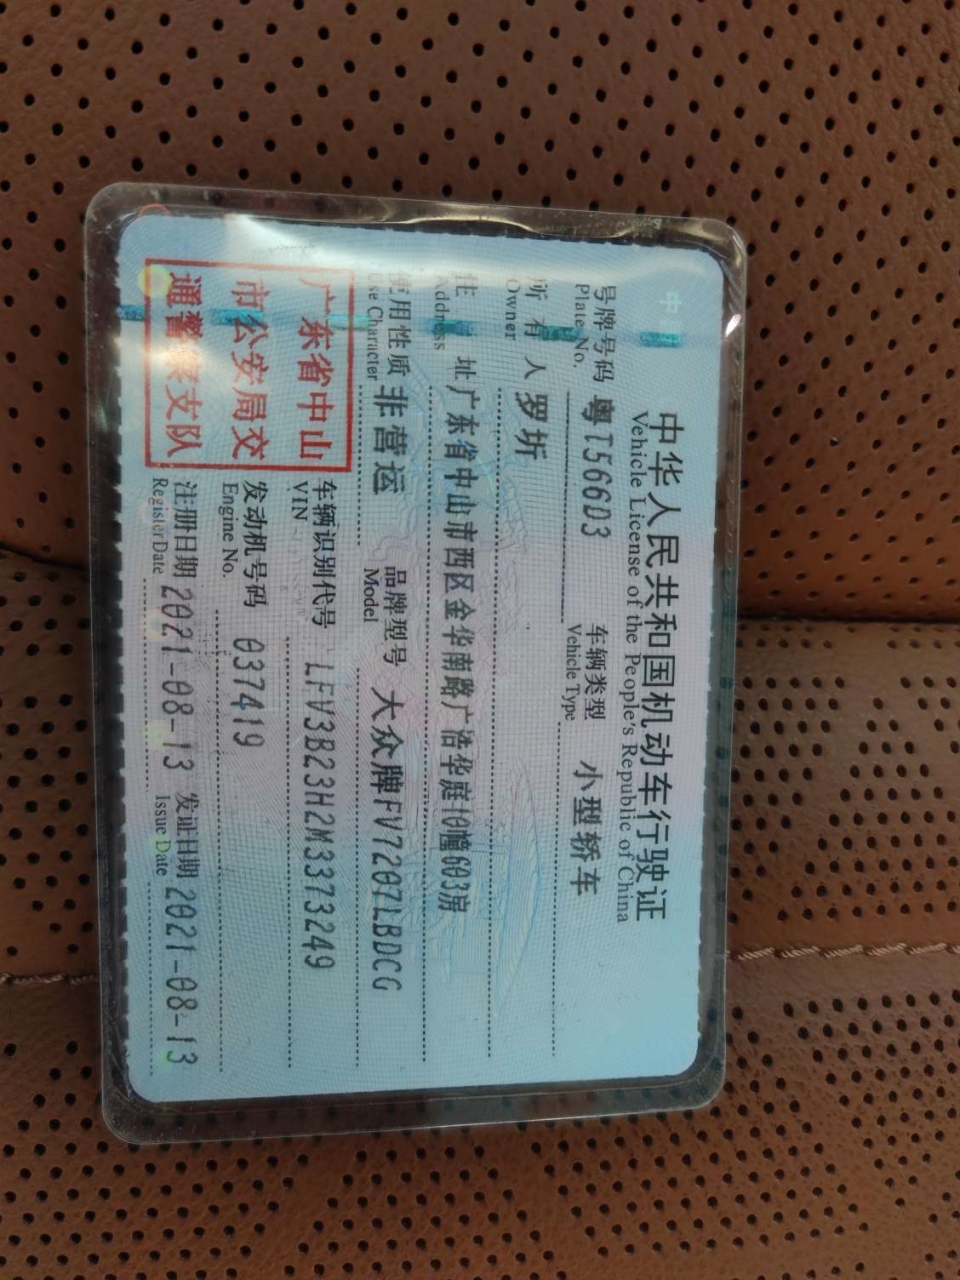 中华人民共和国机动车行驶证
Vehicle License of the People's Republic of China
号牌号码 粤T566D3 车辆类型 小型轿车
Plate No. Vehicle Type
所有人 罗圻
Owner
住址 广东省中山市西区金华南路广浩华庭10幢603房
Address
使用性质 非营运 品牌型号 大众牌FV7207LBDCG
Use Character Model
广东省中山
市公安局交
通警察支队
车辆识别代号 LFV3B23H2M3373249
VIN
发动机号码 037419
Engine No.
注册日期 2021-08-13 发证日期 2021-08-13
Register Date Issue Date